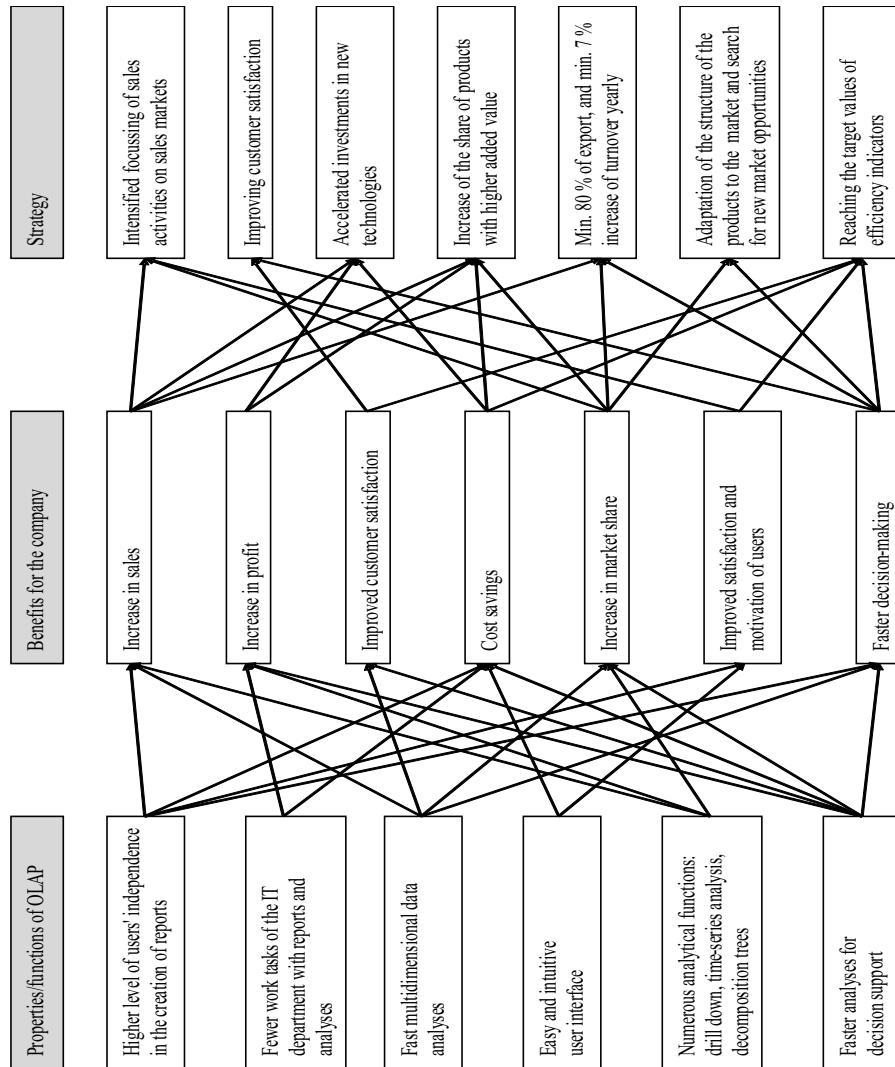 Properties/functions of OLAP
Higher level of users' independence
in the creation of reports
Fewer work tasks of the IT
department with reports and
analyses
Fast multidimensional data
analyses
Easy and intuitive
user interface
Numerous analytical functions:
drill down, time-series analysis,
decomposition trees
Faster analyses for
decision support
Benefits for the company
Increase in sales
Increase in profit
Improved customer satisfaction
Cost savings
Increase in market share
Improved satisfaction and
motivation of users
Faster decision-making
Strategy
Intensified focussing of sales
activities on sales markets
Improving customer satisfaction
Accelerated investments in new
technologies
Increase of the share of products
with higher added value
Min. 80 % of export, and min. 7 %
increase of turnover yearly
Adaptation of the structure of the
products to the market and search
for new market opportunities
Reaching the target values of
efficiency indicators